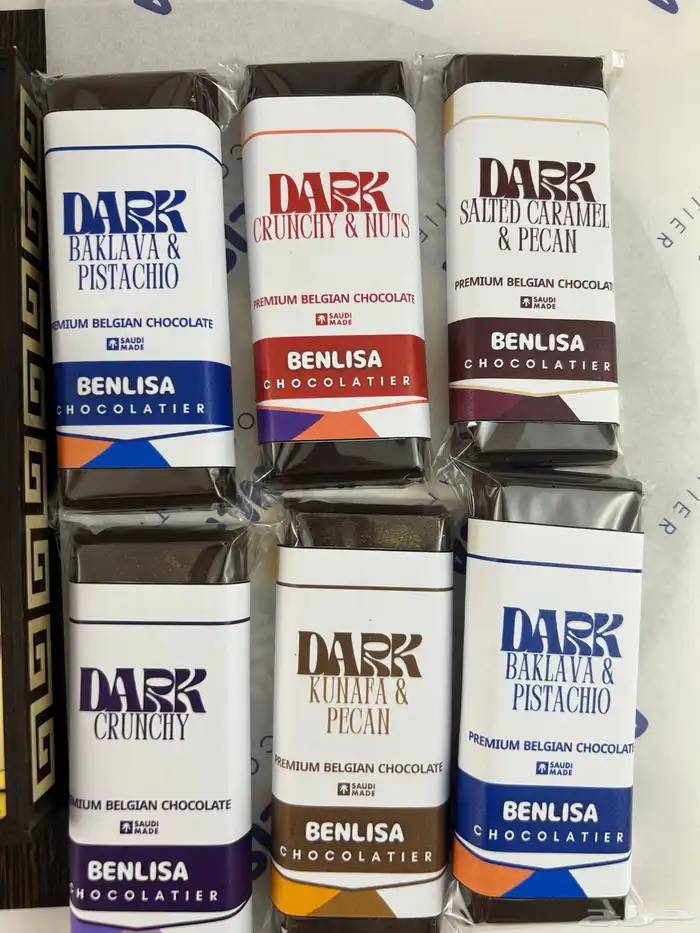 DARK
BAKLAVA &
PISTACHIO
EMIUM BELGIAN CHOCOLATE
SAUDI
MADE
BENLISA
CHOCOLATIER
DARK
CRUNCHY & NUTS
PREMIUM BELGIAN CHOCOLATE
SAUDI
MADE
BENLISA
CHOCOLATIER
DARK
SALTED CARAMEL
& PECAN
PREMIUM BELGIAN CHOCOLATE
SAUDI
MADE
BENLISA
CHOCOLATIER
DARK
CRUNCHY
EMIUM BELGIAN CHOCOLATE
SAUDI
MADE
BENLISA
CHOCOLATIER
DARK
KUNAFA &
PECAN
PREMIUM BELGIAN CHOCOLATE
SAUDI
MADE
BENLISA
CHOCOLATIER
DARK
BAKLAVA &
PISTACHIO
PREMIUM BELGIAN CHOCOLATE
SAUDI
MADE
BENLISA
CHOCOLATIER